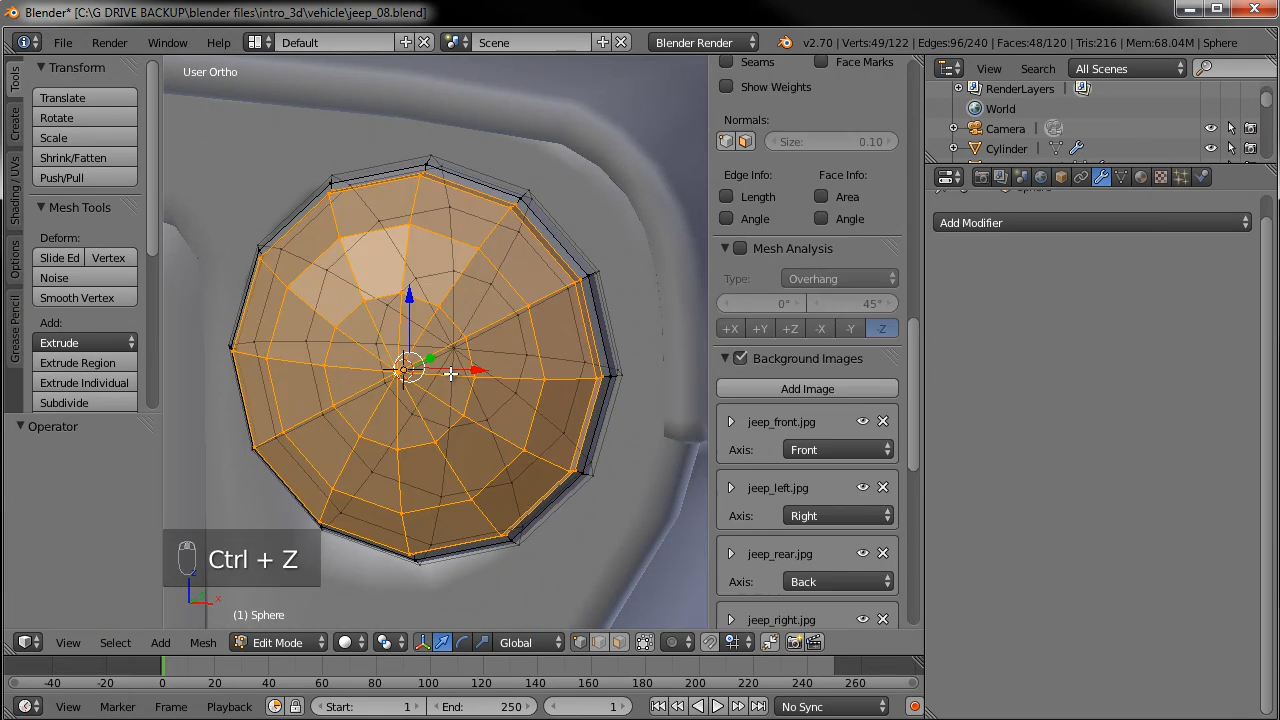 Blender* [C:\G DRIVE BACKUP\blender files\intro_3d\vehicle\jeep_08.blend]
File Render Window Help Default Scene Blender Render v2.70 | Verts:49/122 | Edges:96/240 | Faces:48/120 | Tris:216 | Mem:68.04M | Sphere
Tools
Create
Shading / UVs
Options
Grease Pencil
Transform
Translate
Rotate
Scale
Shrink/Fatten
Push/Pull
Mesh Tools
Deform:
Slide Ed Vertex
Noise
Smooth Vertex
Add:
Extrude
Extrude Region
Extrude Individual
Subdivide
Operator
User Ortho
Ctrl + Z
x
(1) Sphere
Seams Face Marks
Show Weights
Normals:
Size: 0.10
Edge Info: Face Info:
Length Area
Angle Angle
Mesh Analysis
Type: Overhang
0° 45°
+X +Y +Z -X -Y -Z
Background Images
Add Image
jeep_front.jpg
Axis: Front
jeep_left.jpg
Axis: Right
jeep_rear.jpg
Axis: Back
jeep_right.jpg
View Search All Scenes
RenderLayers
World
Camera
Cylinder
Add Modifier
View Select Add Mesh Edit Mode Global
-40 -20 0 20 40 60 80 100 120 140 160 180 200 220 240 260
View Marker Frame Playback Start: 1 End: 250 1 No Sync